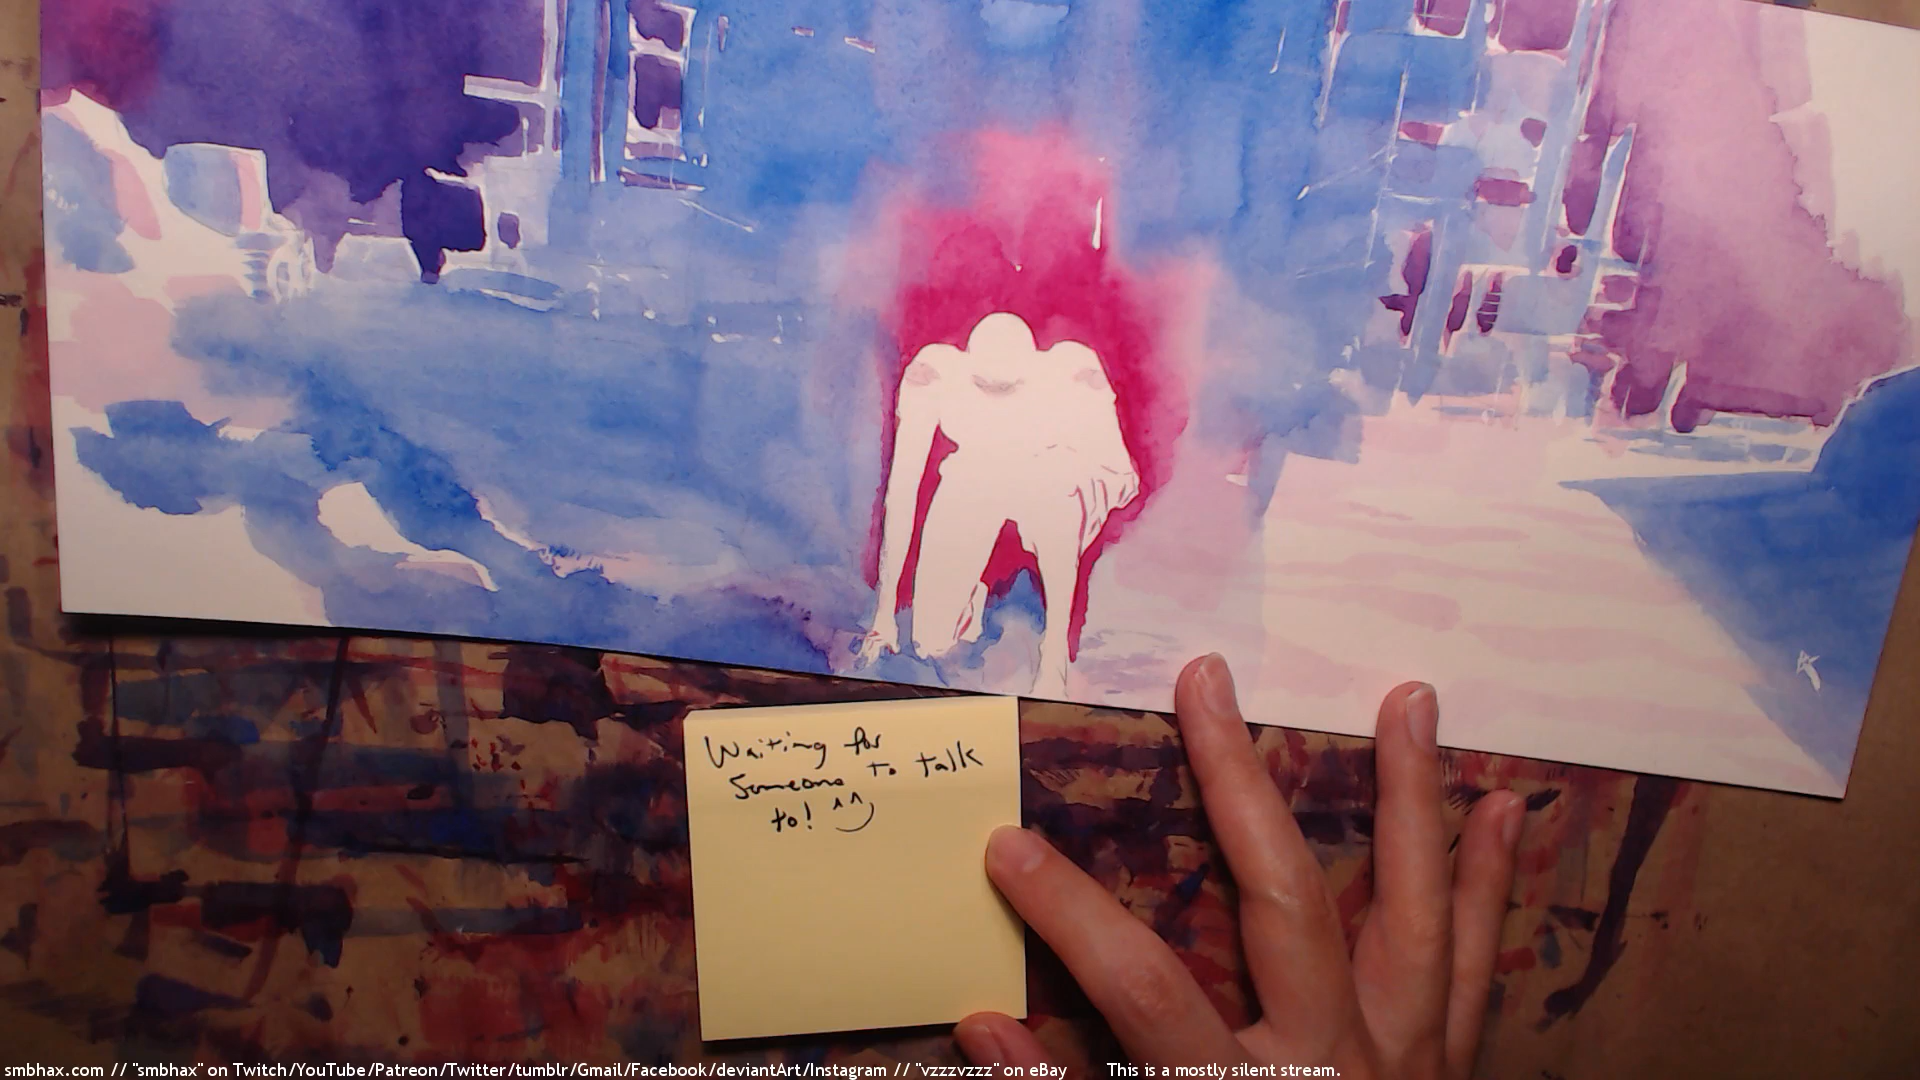 Waiting for
someone to talk
to! ^^
smbhax.com // "smbhax" on Twitch/YouTube/Patreon/Twitter/tumblr/Gmail/Facebook/deviantArt/Instagram // "vzzzvzzz" on eBay This is a mostly silent stream.